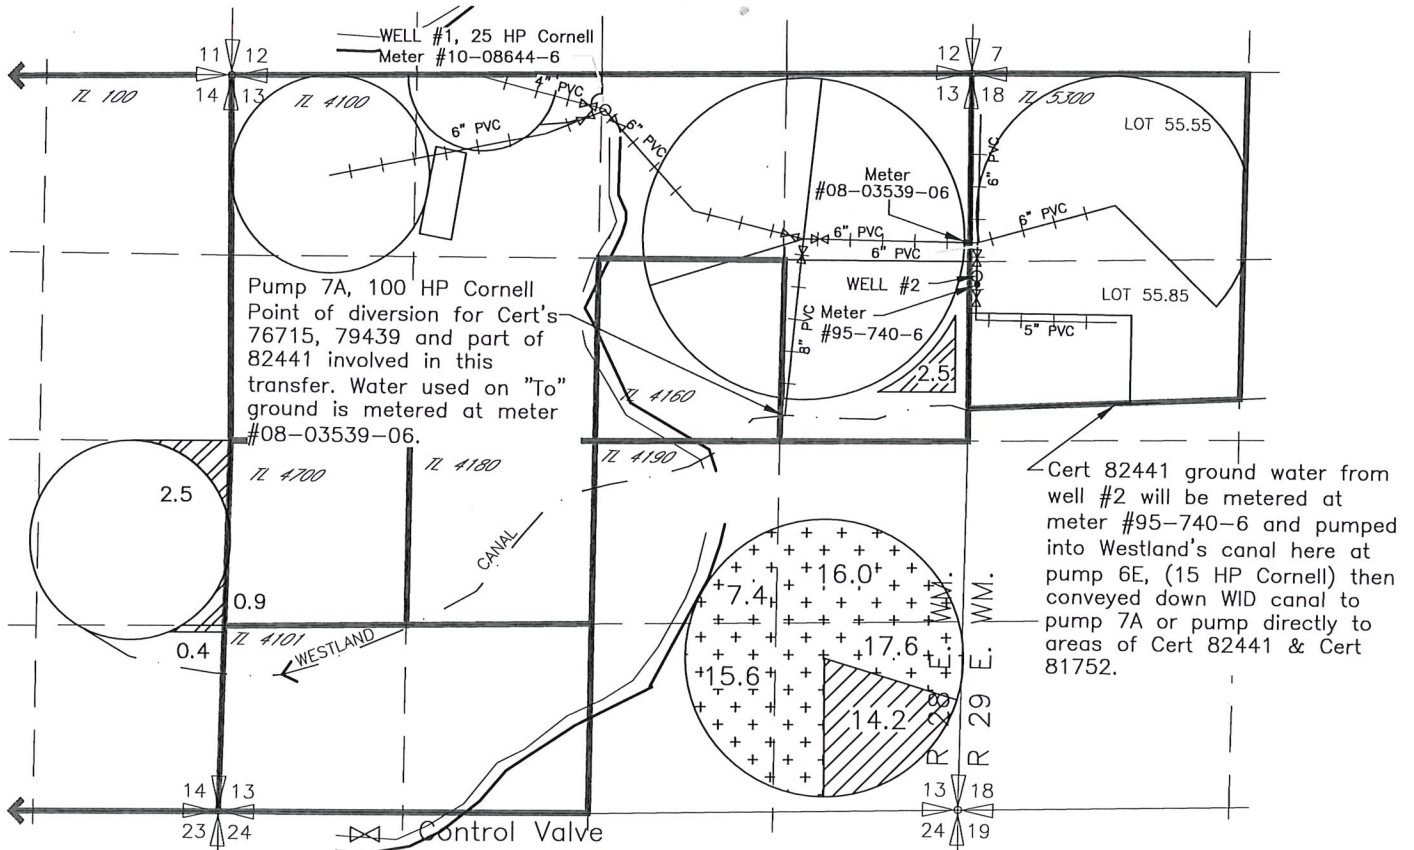 WELL #1, 25 HP Cornell
Meter #10-08644-6
11 12
14 13
12 7
13 18
TL 100
TL 4100
4" PVC
6" PVC
6" PVC
TL 5300
LOT 55.55
6" PVC
Meter
#08-03539-06
6" PVC
6" PVC
6" PVC
WELL #2
Meter
#95-740-6
8" PVC
LOT 55.85
5" PVC
2.5
Pump 7A, 100 HP Cornell
Point of diversion for Cert's
76715, 79439 and part of
82441 involved in this
transfer. Water used on "To"
ground is metered at meter
#08-03539-06.
TL 4160
TL 4700
TL 4180
TL 4190
2.5
0.9
0.4
TL 4101
WESTLAND
CANAL
Cert 82441 ground water from
well #2 will be metered at
meter #95-740-6 and pumped
into Westland's canal here at
pump 6E, (15 HP Cornell) then
conveyed down WID canal to
pump 7A or pump directly to
areas of Cert 82441 & Cert
81752.
16.0
7.4
17.6
15.6
14.2
R 28 E. WM.
R 29 E. WM.
14 13
23 24
13 18
24 19
Control Valve